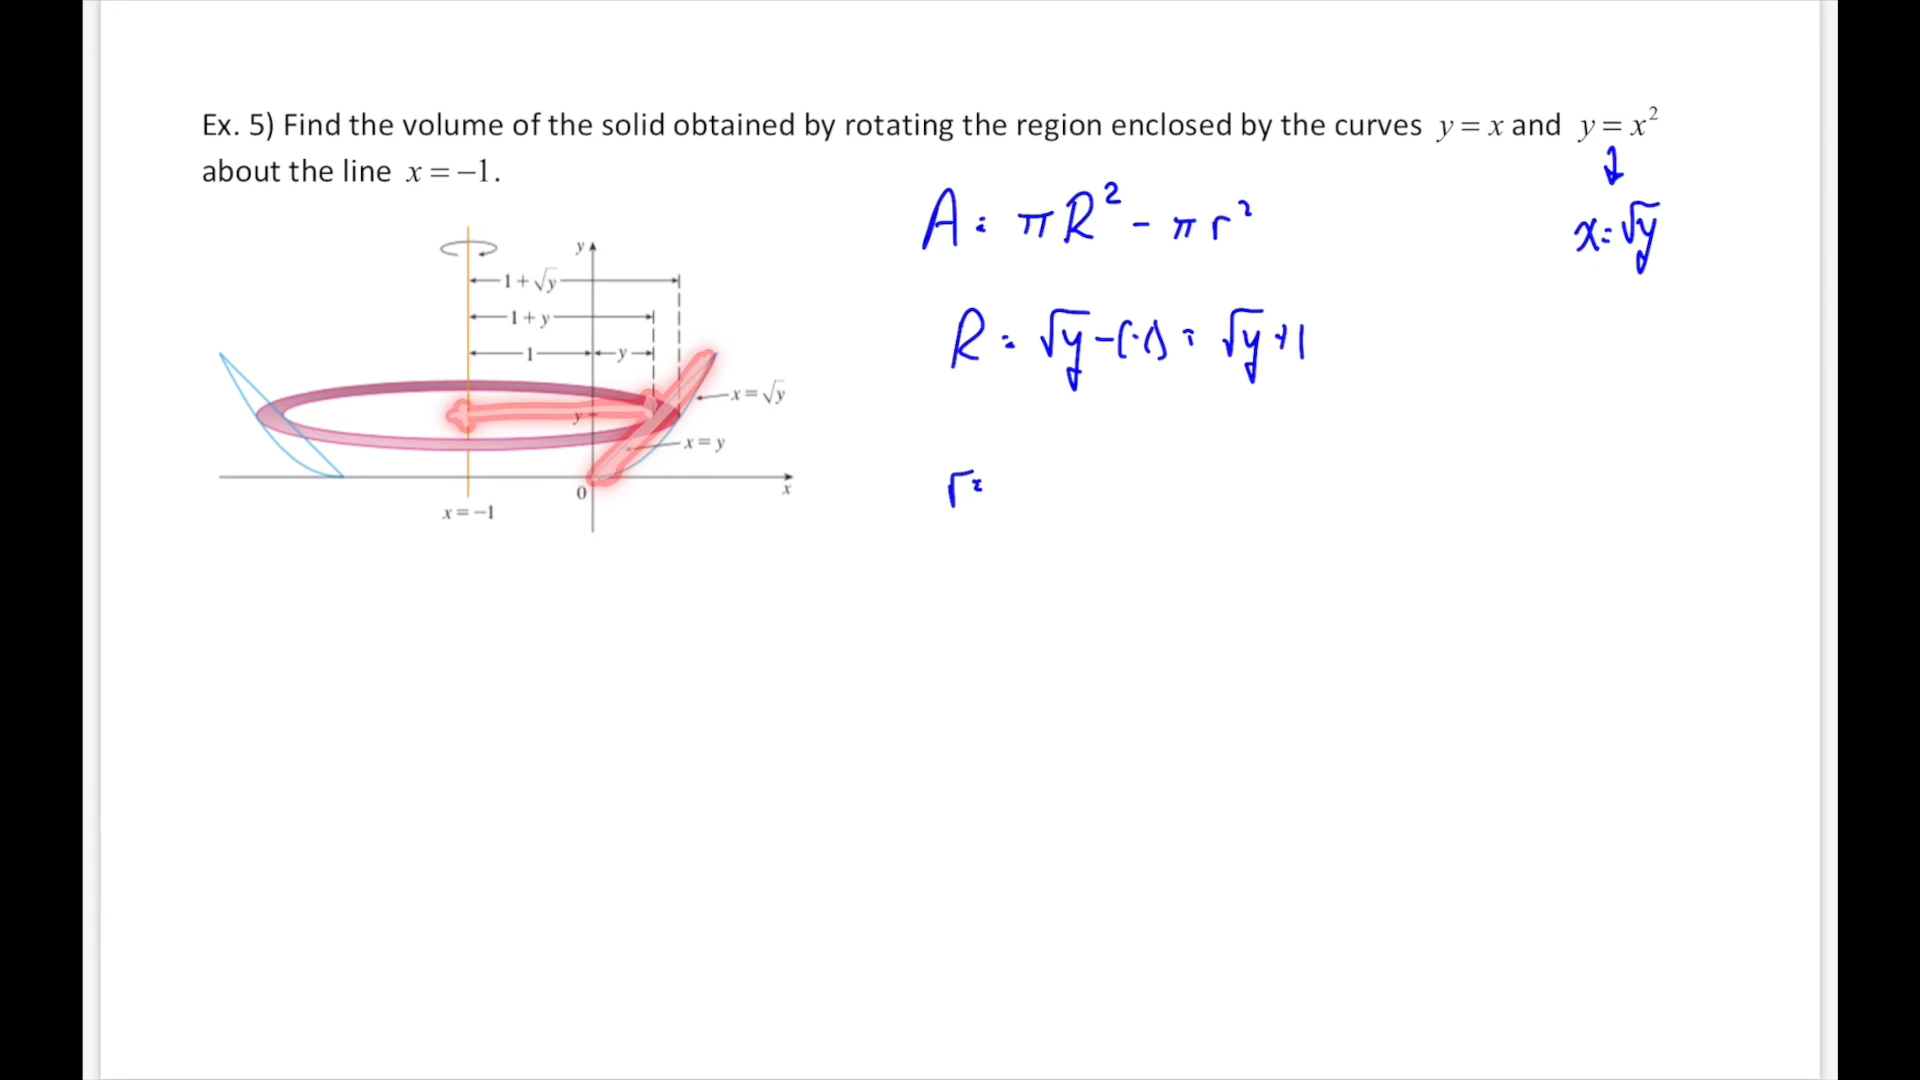 Ex. 5) Find the volume of the solid obtained by rotating the region enclosed by the curves y = x and y = x²
about the line x = −1.
A = πR² - πr²
x = √y
R = √y -(-1) = √y + 1
r =
y
1 + √y
1 + y
1
y
x = √y
y
x = y
0
x
x = −1